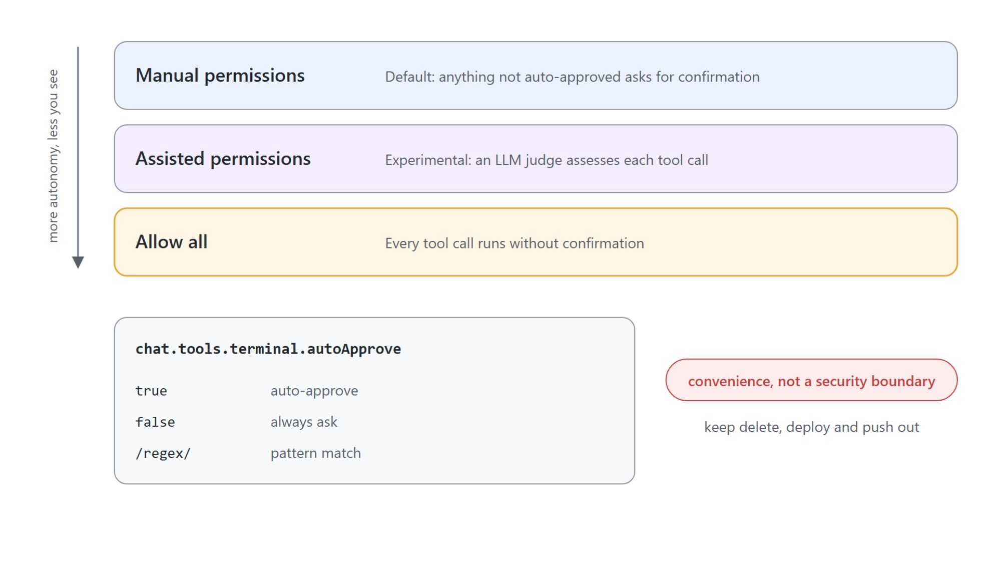 more autonomy, less you see
Manual permissions
Default: anything not auto-approved asks for confirmation
Assisted permissions
Experimental: an LLM judge assesses each tool call
Allow all
Every tool call runs without confirmation
chat.tools.terminal.autoApprove
true auto-approve
false always ask
/regex/ pattern match
convenience, not a security boundary
keep delete, deploy and push out